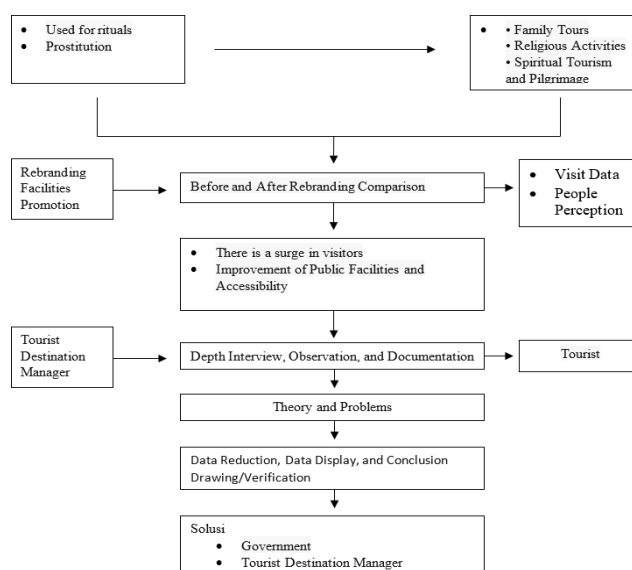 • Used for rituals
• Prostitution
• • Family Tours
• Religious Activities
• Spiritual Tourism
and Pilgrimage
Rebranding
Facilities
Promotion
Before and After Rebranding Comparison
• Visit Data
• People
Perception
• There is a surge in visitors
• Improvement of Public Facilities and
Accessibility
Tourist
Destination
Manager
Depth Interview, Observation, and Documentation
Tourist
Theory and Problems
Data Reduction, Data Display, and Conclusion
Drawing/Verification
Solusi
• Government
• Tourist Destination Manager